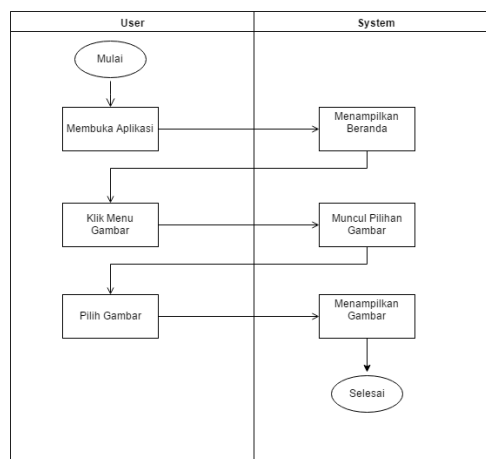 User
System
Mulai
Membuka Aplikasi
Menampilkan
Beranda
Klik Menu
Gambar
Muncul Pilihan
Gambar
Pilih Gambar
Menampilkan
Gambar
Selesai